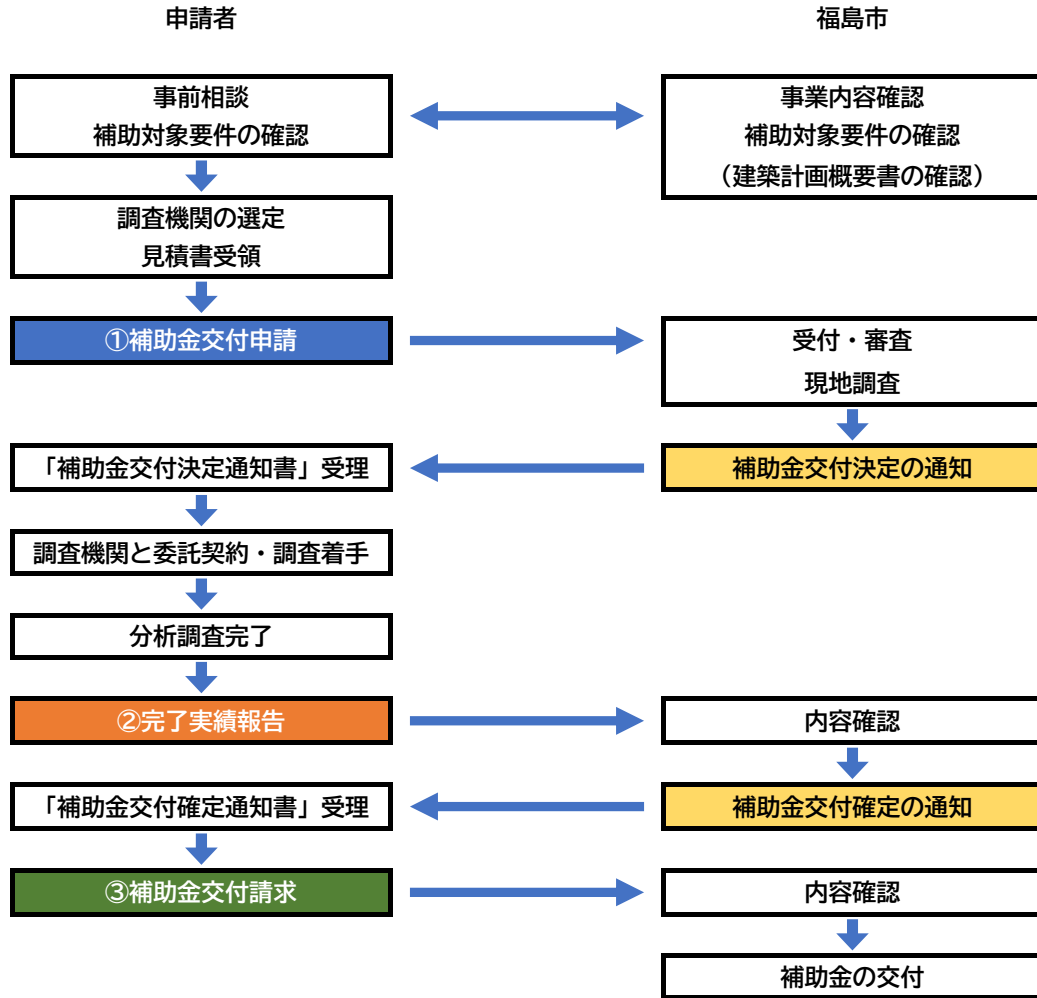 申請者
福島市
事前相談
補助対象要件の確認
事業内容確認
補助対象要件の確認
（建築計画概要書の確認）
調査機関の選定
見積書受領
①補助金交付申請
受付・審査
現地調査
「補助金交付決定通知書」受理
補助金交付決定の通知
調査機関と委託契約・調査着手
分析調査完了
②完了実績報告
内容確認
「補助金交付確定通知書」受理
補助金交付確定の通知
③補助金交付請求
内容確認
補助金の交付